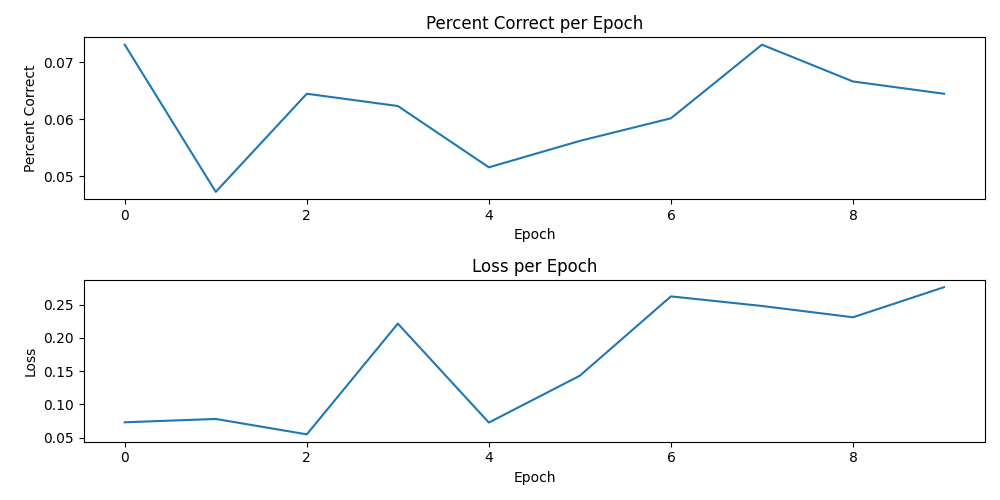 Percent Correct per Epoch
Percent Correct
0.07
0.06
0.05
0 2 4 6 8
Epoch
Loss per Epoch
Loss
0.25
0.20
0.15
0.10
0.05
0 2 4 6 8
Epoch